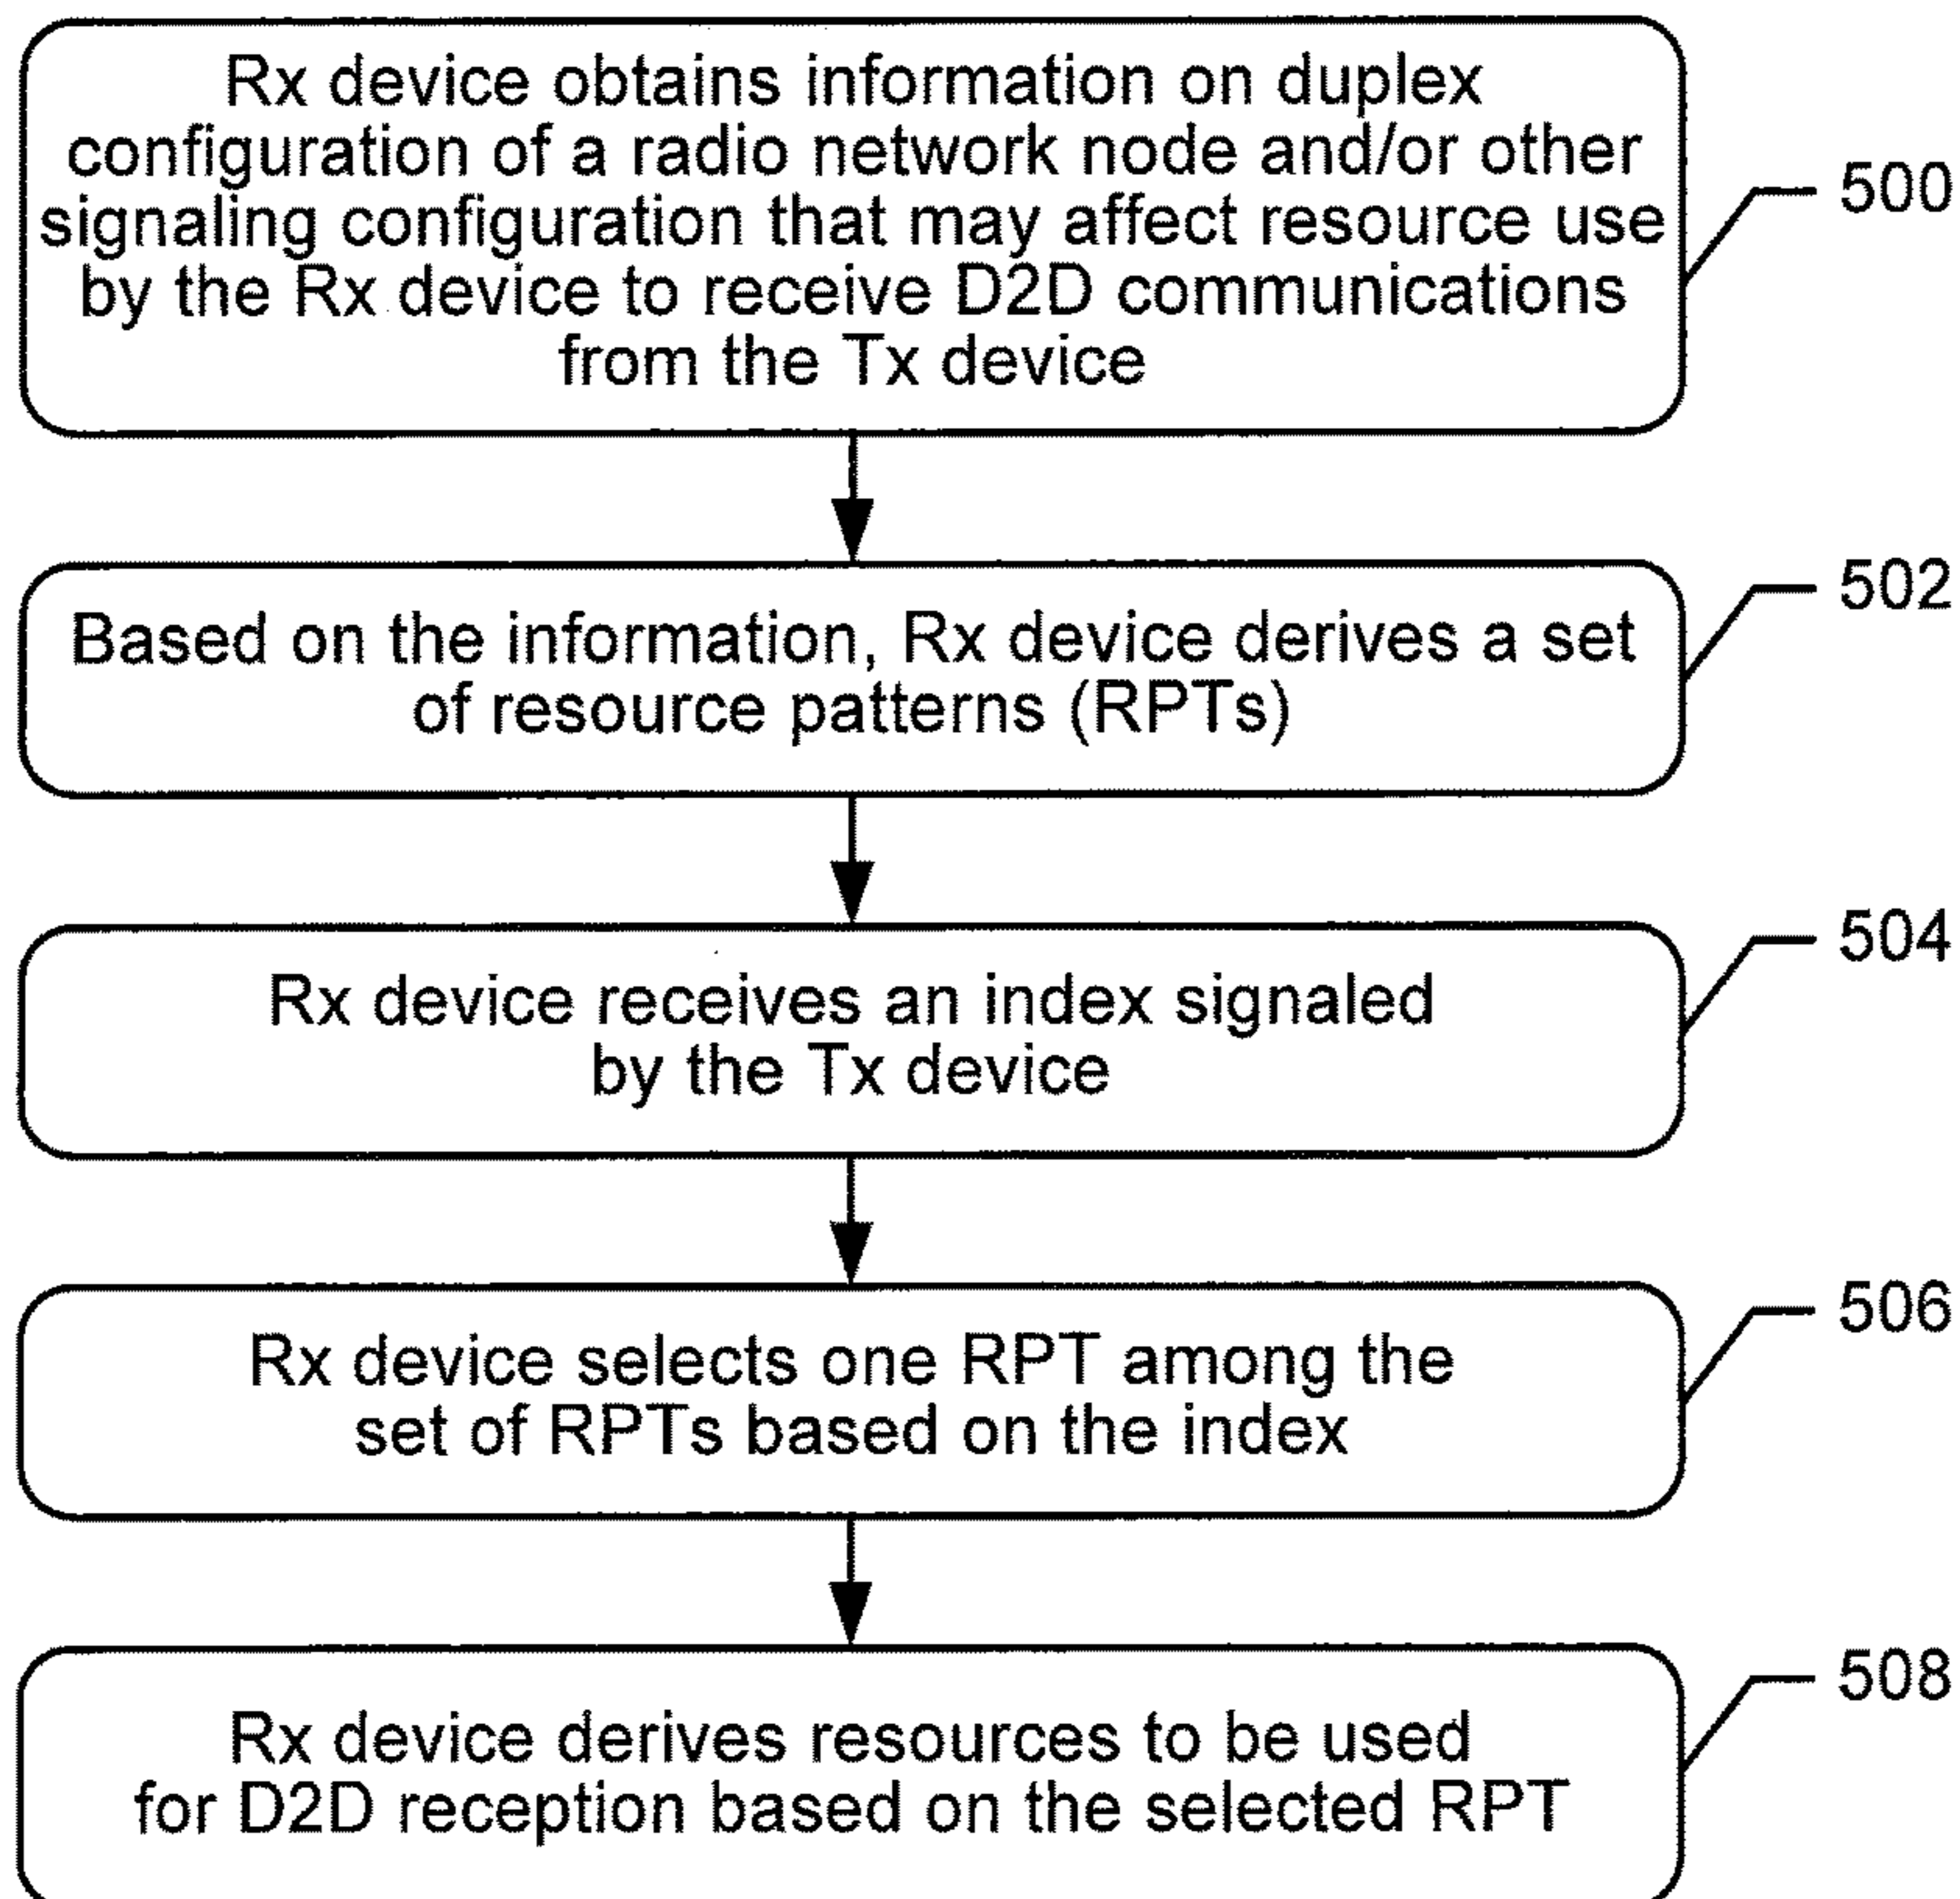 Rx device obtains information on duplex
configuration of a radio network node and/or other
signaling configuration that may affect resource use
by the Rx device to receive D2D communications
from the Tx device
500
Based on the information, Rx device derives a set
of resource patterns (RPTs)
502
Rx device receives an index signaled
by the Tx device
504
Rx device selects one RPT among the
set of RPTs based on the index
506
Rx device derives resources to be used
for D2D reception based on the selected RPT
508